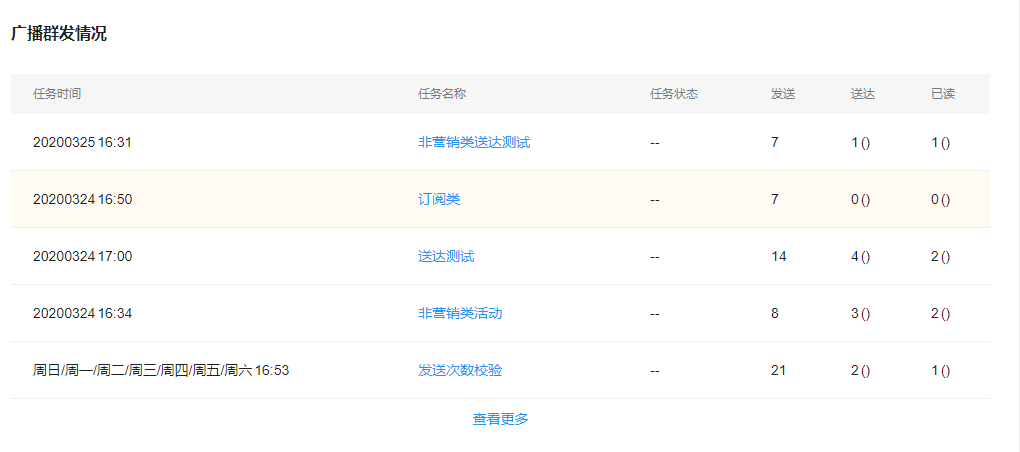 广播群发情况
任务时间 任务名称 任务状态 发送 送达 已读
20200325 16:31 非营销类送达测试 -- 7 1 () 1 ()
20200324 16:50 订阅类 -- 7 0 () 0 ()
20200324 17:00 送达测试 -- 14 4 () 2 ()
20200324 16:34 非营销类活动 -- 8 3 () 2 ()
周日/周一/周二/周三/周四/周五/周六 16:53 发送次数校验 -- 21 2 () 1 ()
查看更多